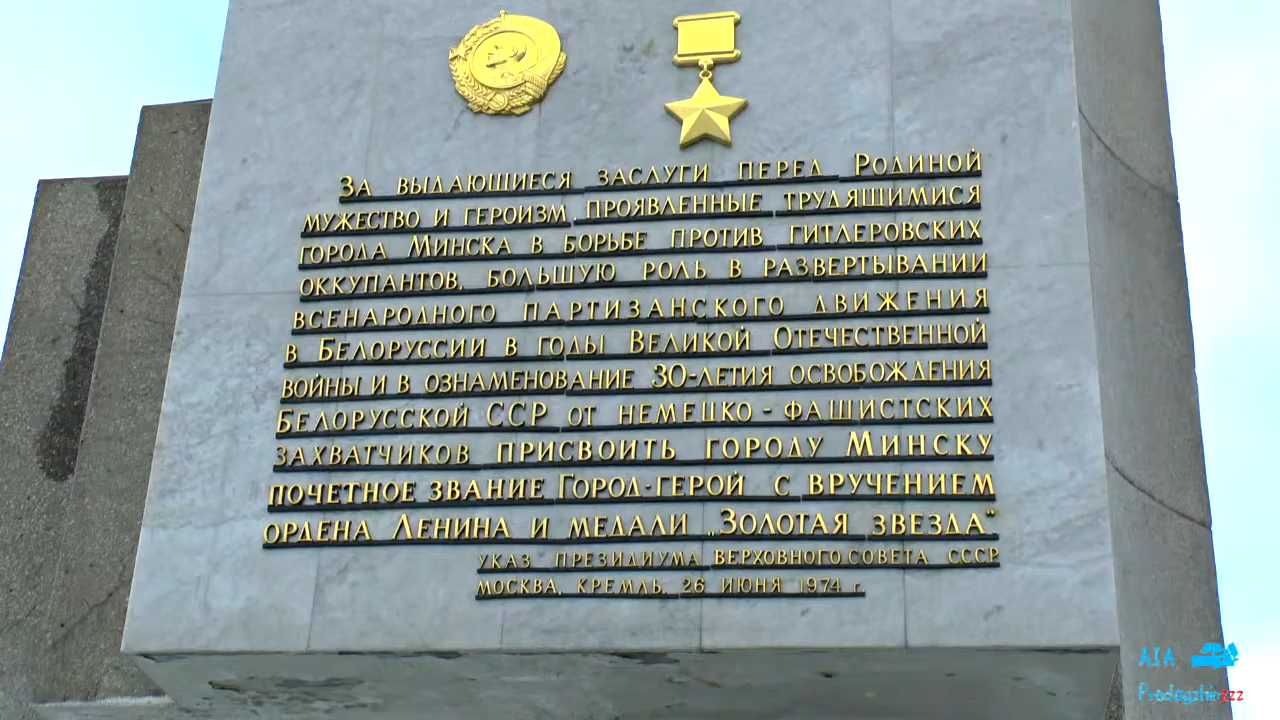 За выдающиеся заслуги перед Родиной
мужество и героизм, проявленные трудящимися
города Минска в борьбе против гитлеровских
оккупантов, большую роль в развертывании
всенародного партизанского движения
в Белоруссии в годы Великой Отечественной
войны и в ознаменование 30-летия освобождения
Белорусской ССР от немецко-фашистских
захватчиков присвоить городу Минску
почетное звание Город-герой с вручением
ордена Ленина и медали „Золотая звезда“
указ президиума верховного совета СССР
Москва, Кремль, 26 июня 1974 г.
AIA